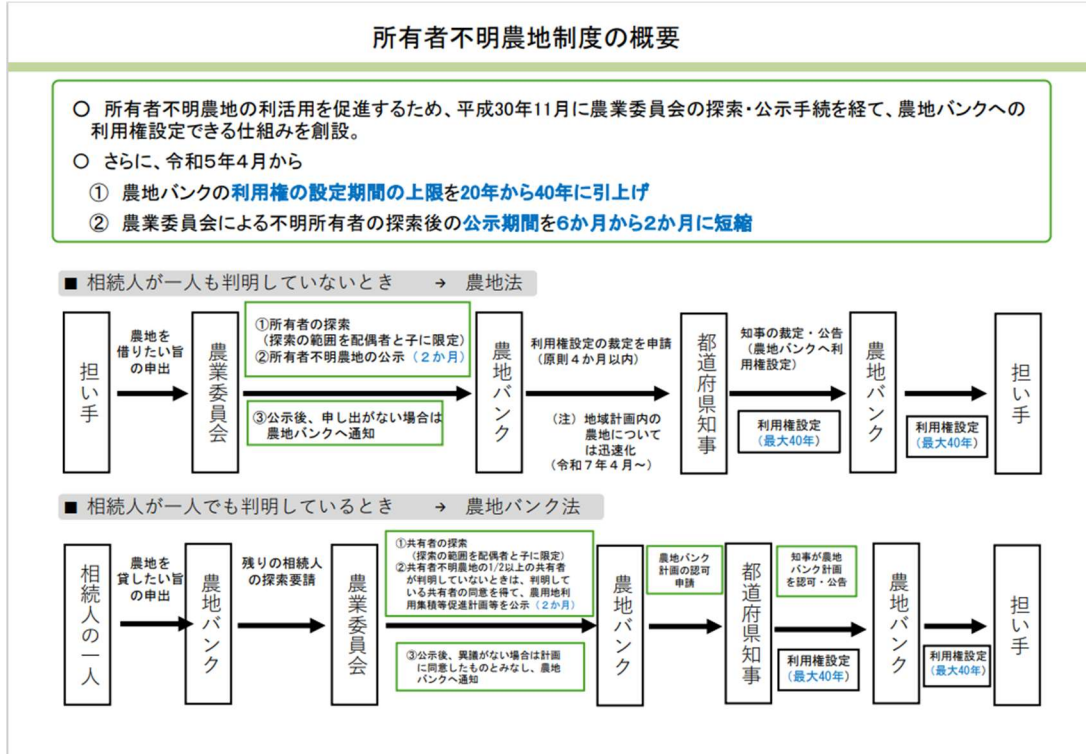 所有者不明農地制度の概要
○ 所有者不明農地の利活用を促進するため、平成30年11月に農業委員会の探索・公示手続を経て、農地バンクへの
利用権設定できる仕組みを創設。
○ さらに、令和5年4月から
① 農地バンクの利用権の設定期間の上限を20年から40年に引上げ
② 農業委員会による不明所有者の探索後の公示期間を6か月から2か月に短縮
■ 相続人が一人も判明していないとき → 農地法
担い手
農地を
借りたい旨
の申出
農業委員会
①所有者の探索
(探索の範囲を配偶者と子に限定)
②所有者不明農地の公示(2か月)
③公示後、申し出がない場合は
農地バンクへ通知
農地バンク
利用権設定の裁定を申請
(原則4か月以内)
(注) 地域計画内の
農地について
は迅速化
(令和7年4月~)
都道府県知事
知事の裁定・公告
(農地バンクへ利
用権設定)
利用権設定
(最大40年)
農地バンク
利用権設定
(最大40年)
担い手
■ 相続人が一人でも判明しているとき → 農地バンク法
相続人の一人
農地を
貸したい旨
の申出
農地バンク
残りの相続人
の探索要請
農業委員会
①共有者の探索
(探索の範囲を配偶者と子に限定)
②共有者不明農地の1/2以上の共有者
が判明していないときは、判明して
いる共有者の同意を得て、農用地利
用集積等促進計画等を公示(2か月)
③公示後、異議がない場合は計画
に同意したものとみなし、農地
バンクへ通知
農地バンク
農地バンク
計画の認可
申請
都道府県知事
知事が農地
バンク計画
を認可・公告
利用権設定
(最大40年)
農地バンク
利用権設定
(最大40年)
担い手